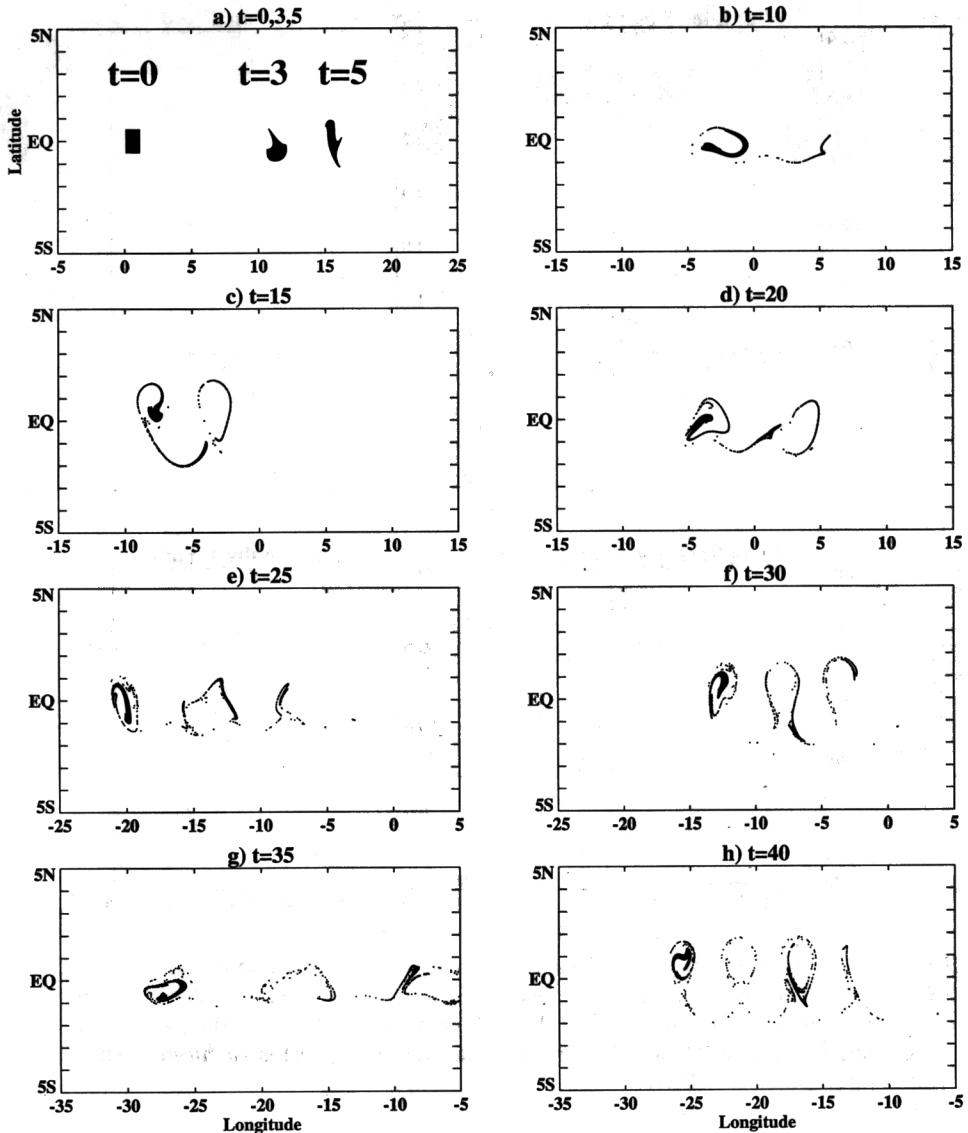 a) t=0,3,5
5N
t=0 t=3 t=5
Latitude
EQ
5S
-5 0 5 10 15 20 25
b) t=10
5N
EQ
5S
-15 -10 -5 0 5 10 15
c) t=15
5N
EQ
5S
-15 -10 -5 0 5 10 15
d) t=20
5N
EQ
5S
-15 -10 -5 0 5 10 15
e) t=25
5N
EQ
5S
-25 -20 -15 -10 -5 0 5
f) t=30
5N
EQ
5S
-25 -20 -15 -10 -5 0 5
g) t=35
5N
EQ
5S
-35 -30 -25 -20 -15 -10 -5
Longitude
h) t=40
5N
EQ
5S
-35 -30 -25 -20 -15 -10 -5
Longitude